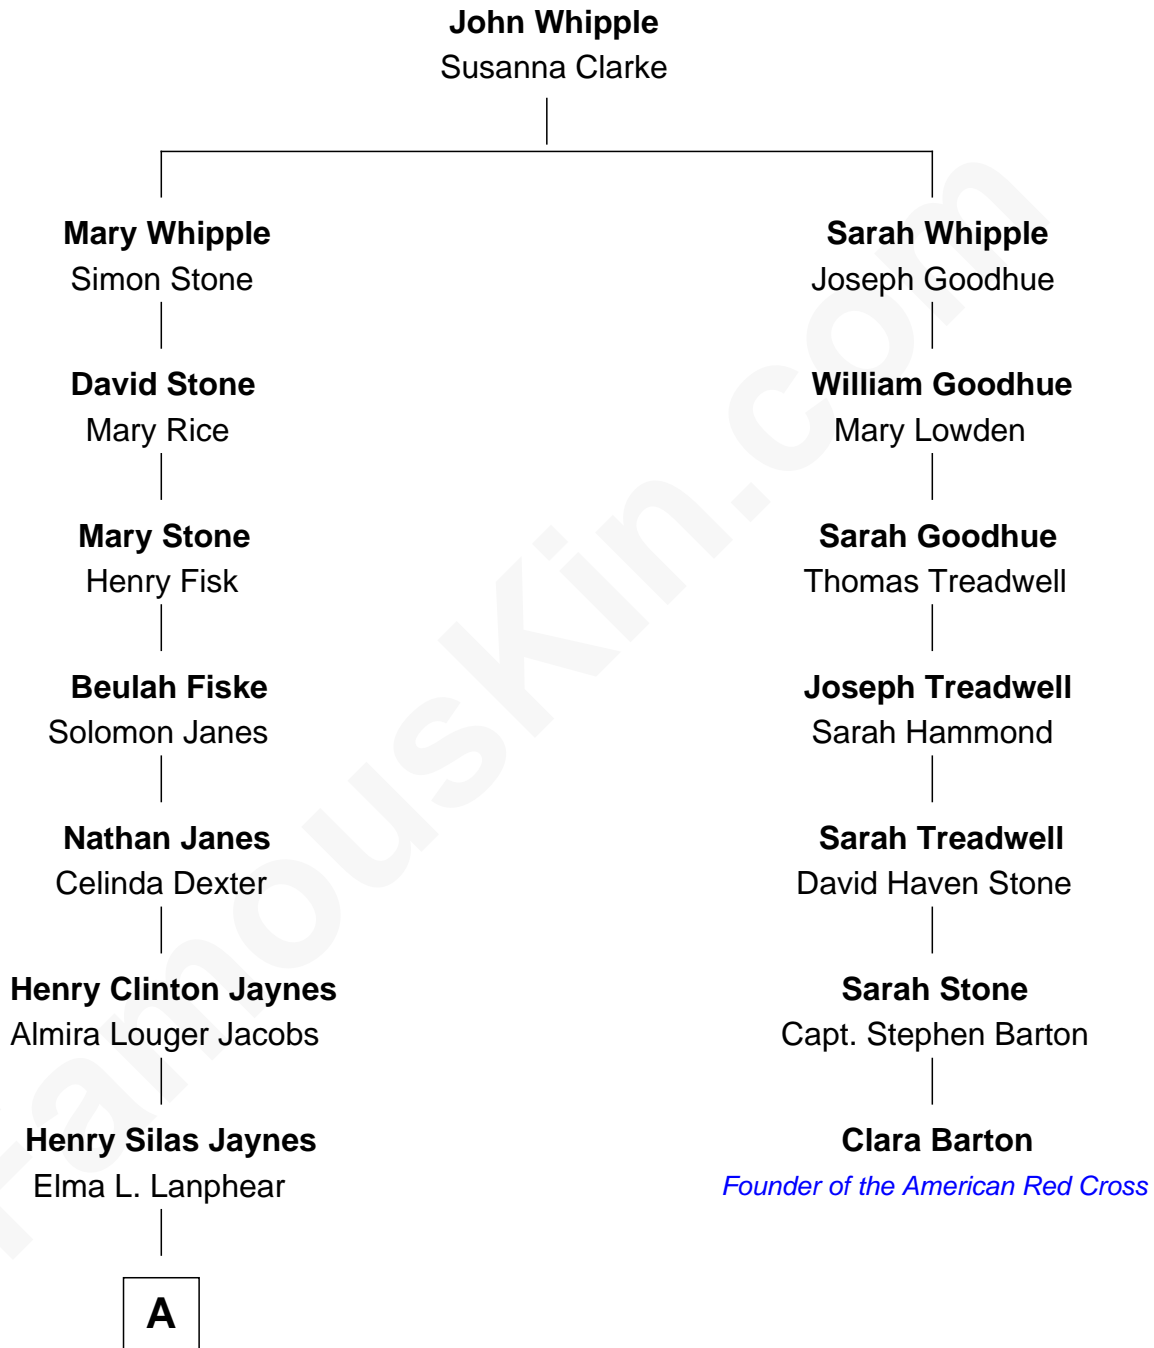 John Whipple
Susanna Clarke
Mary Whipple
Simon Stone
David Stone
Mary Rice
Mary Stone
Henry Fisk
Beulah Fiske
Solomon Janes
Nathan Janes
Celinda Dexter
Henry Clinton Jaynes
Almira Louger Jacobs
Henry Silas Jaynes
Elma L. Lanphear
A
Sarah Whipple
Joseph Goodhue
William Goodhue
Mary Lowden
Sarah Goodhue
Thomas Treadwell
Joseph Treadwell
Sarah Hammond
Sarah Treadwell
David Haven Stone
Sarah Stone
Capt. Stephen Barton
Clara Barton
Founder of the American Red Cross
FamousKin.com